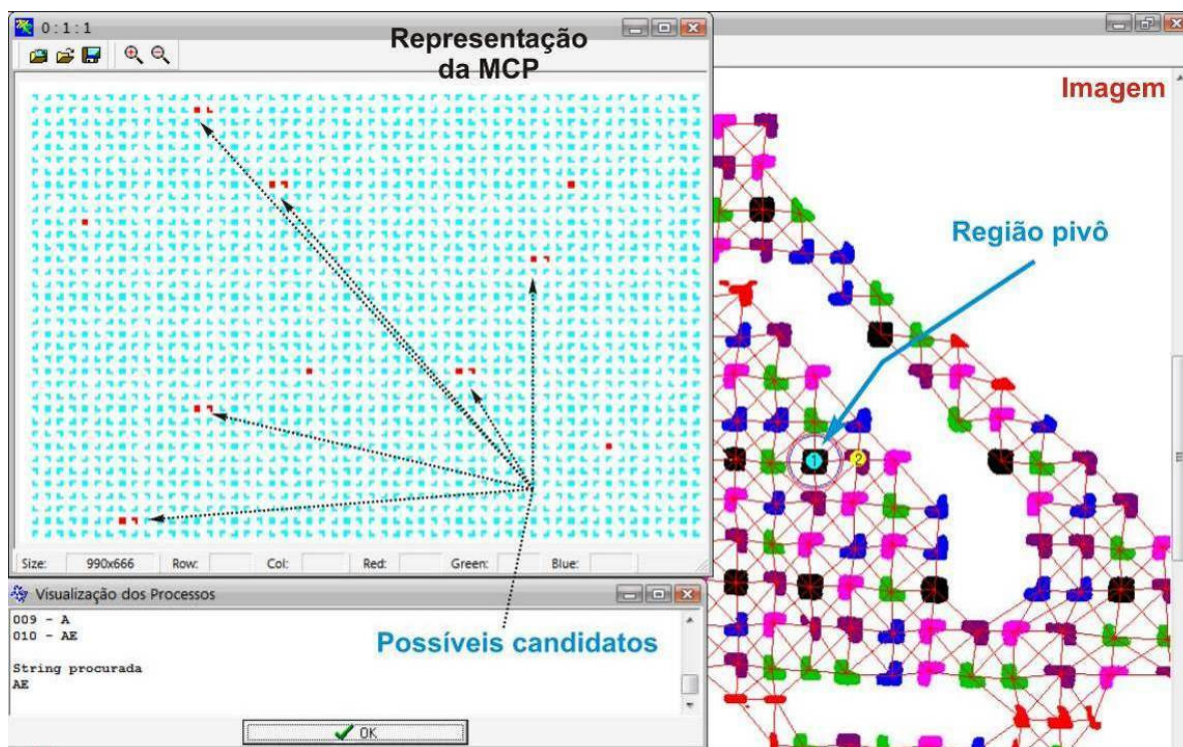 0 : 1 : 1
Representação
da MCP
Size: 990x666 Row: Col: Red: Green: Blue:
Visualização dos Processos
009 - A
010 - AE
String procurada
AE
OK
Possíveis candidatos
Imagem
Região pivô
1 2